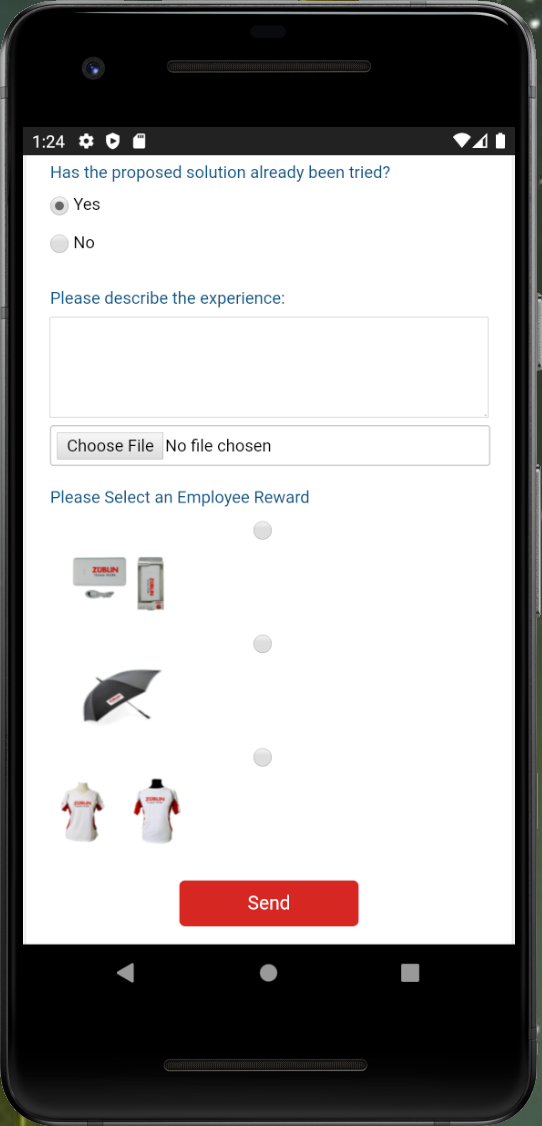 1:24
Has the proposed solution already been tried?
Yes
No
Please describe the experience:
Choose File No file chosen
Please Select an Employee Reward
ZÜBLIN
ZÜBLIN
ZÜBLIN
ZÜBLIN
Send